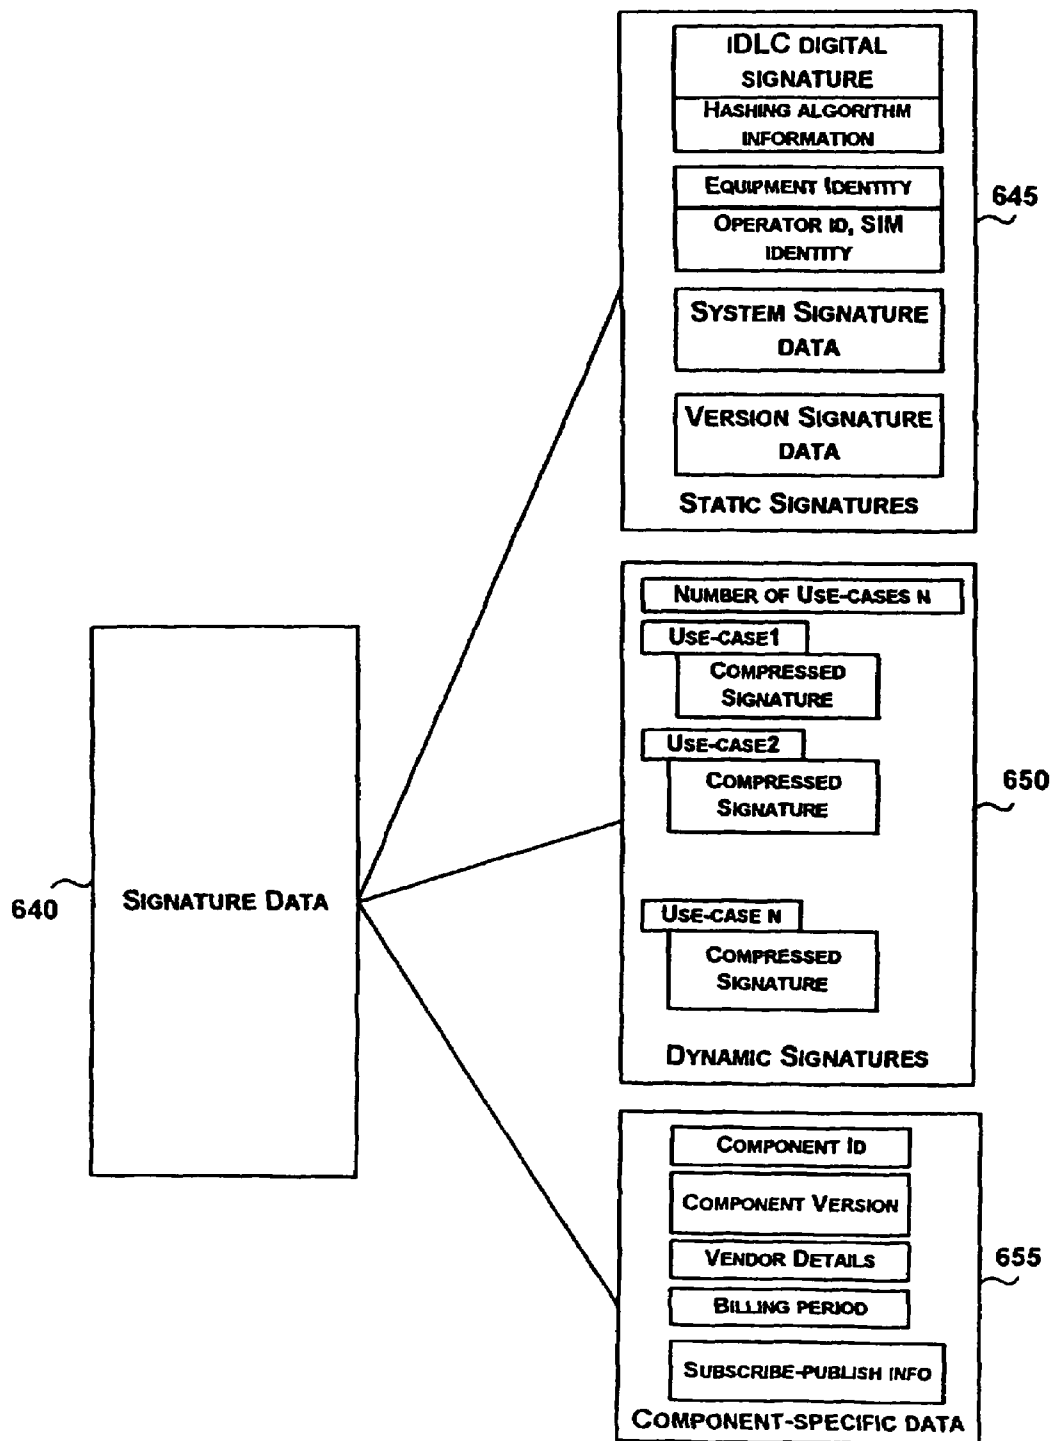 iDLC DIGITAL
SIGNATURE
HASHING ALGORITHM
INFORMATION
EQUIPMENT IDENTITY
OPERATOR ID, SIM
IDENTITY
SYSTEM SIGNATURE
DATA
VERSION SIGNATURE
DATA
STATIC SIGNATURES
645
NUMBER OF USE-CASES N
USE-CASE1
COMPRESSED
SIGNATURE
USE-CASE2
COMPRESSED
SIGNATURE
USE-CASE N
COMPRESSED
SIGNATURE
DYNAMIC SIGNATURES
650
SIGNATURE DATA
640
COMPONENT ID
COMPONENT VERSION
VENDOR DETAILS
BILLING PERIOD
SUBSCRIBE-PUBLISH INFO
COMPONENT-SPECIFIC DATA
655